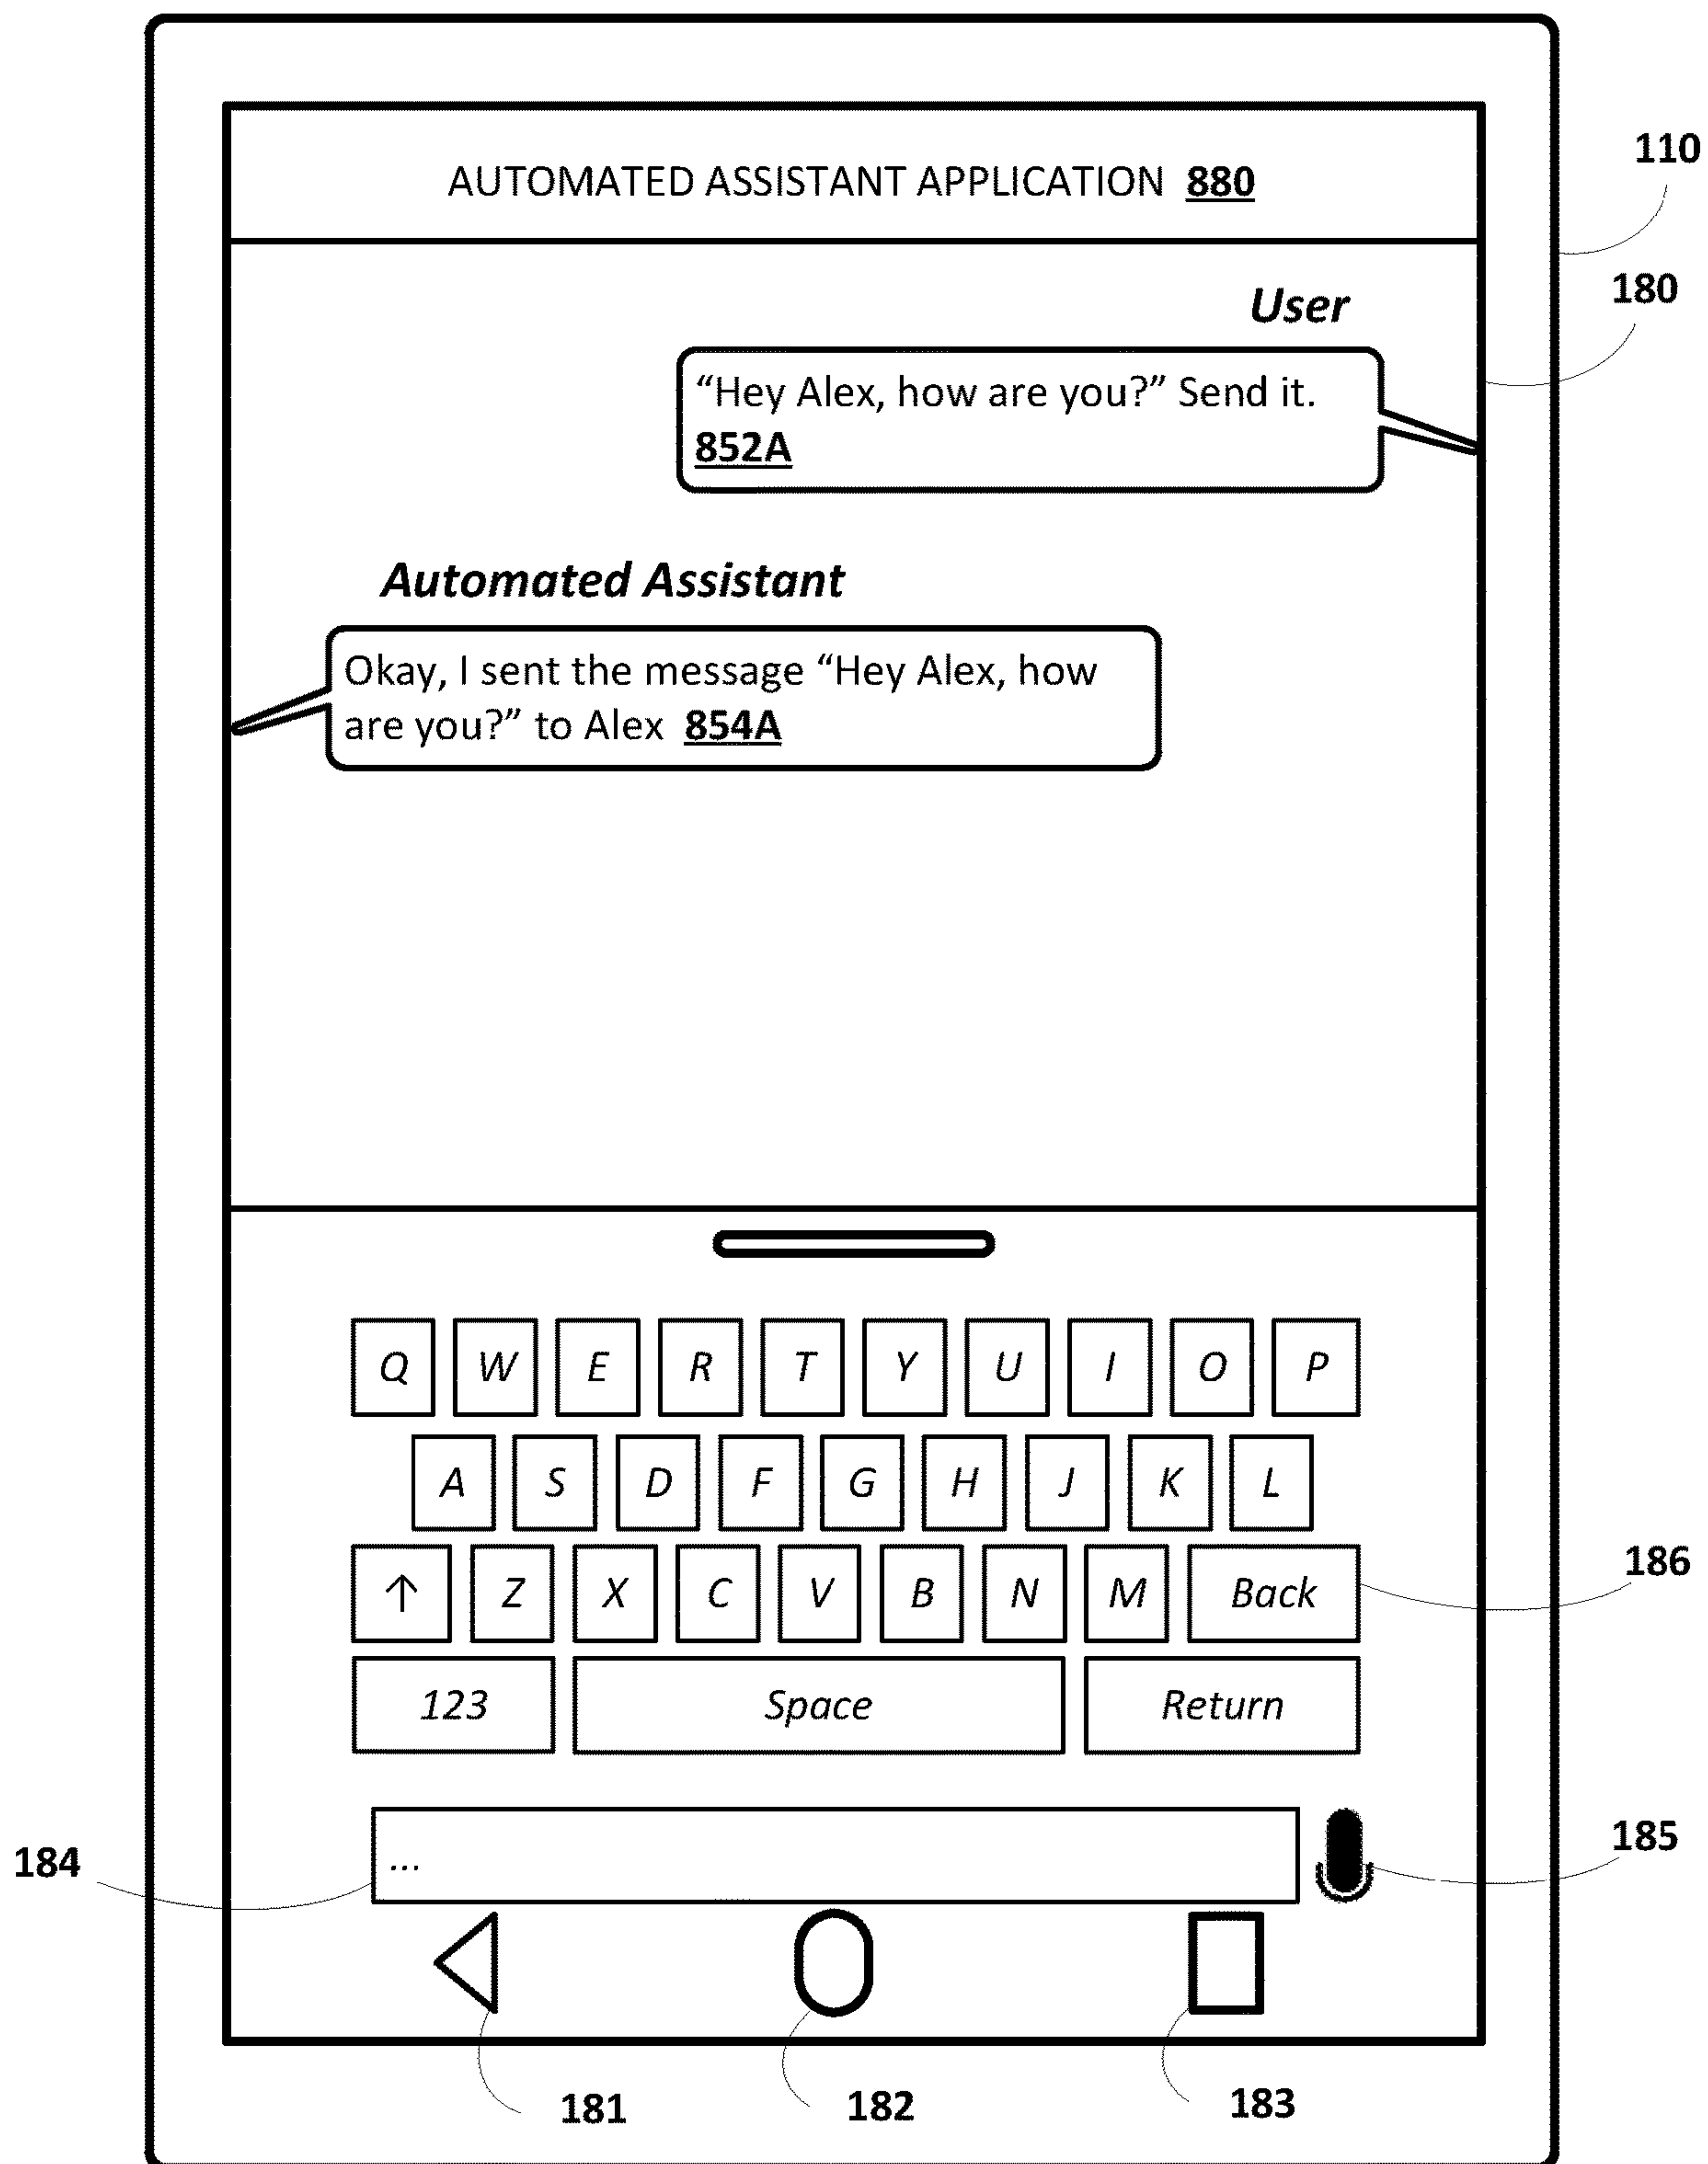 AUTOMATED ASSISTANT APPLICATION 880
110
180
User
“Hey Alex, how are you?” Send it.
852A
Automated Assistant
Okay, I sent the message “Hey Alex, how
are you?” to Alex 854A
Q W E R T Y U I O P
A S D F G H J K L
↑ Z X C V B N M Back
186
123 Space Return
184
...
185
181
182
183